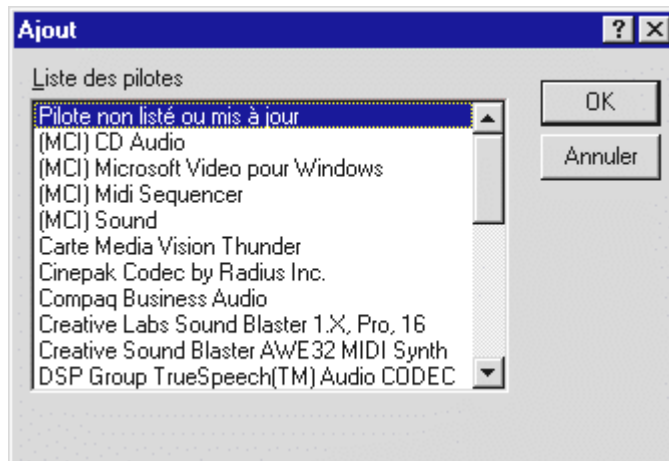 Ajout
Liste des pilotes
Pilote non listé ou mis à jour
(MCI) CD Audio
(MCI) Microsoft Video pour Windows
(MCI) Midi Sequencer
(MCI) Sound
Carte Media Vision Thunder
Cinepak Codec by Radius Inc.
Compaq Business Audio
Creative Labs Sound Blaster 1.X, Pro, 16
Creative Sound Blaster AWE32 MIDI Synth
DSP Group TrueSpeech(TM) Audio CODEC
OK
Annuler